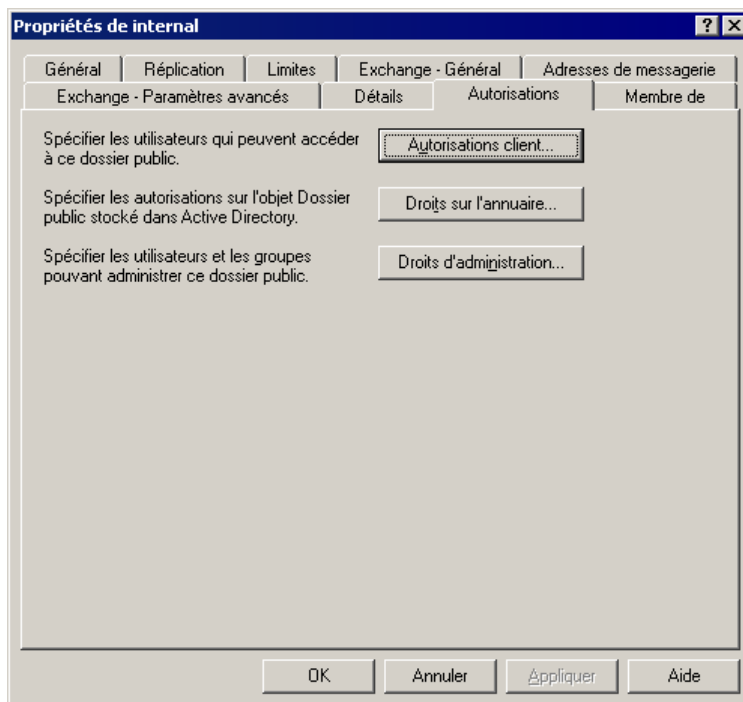 Propriétés de internal
Général Réplication Limites Exchange - Général Adresses de messagerie
Exchange - Paramètres avancés Détails Autorisations Membre de
Spécifier les utilisateurs qui peuvent accéder
à ce dossier public.
Autorisations client...
Spécifier les autorisations sur l'objet Dossier
public stocké dans Active Directory.
Droits sur l'annuaire...
Spécifier les utilisateurs et les groupes
pouvant administrer ce dossier public.
Droits d'administration...
OK Annuler Appliquer Aide